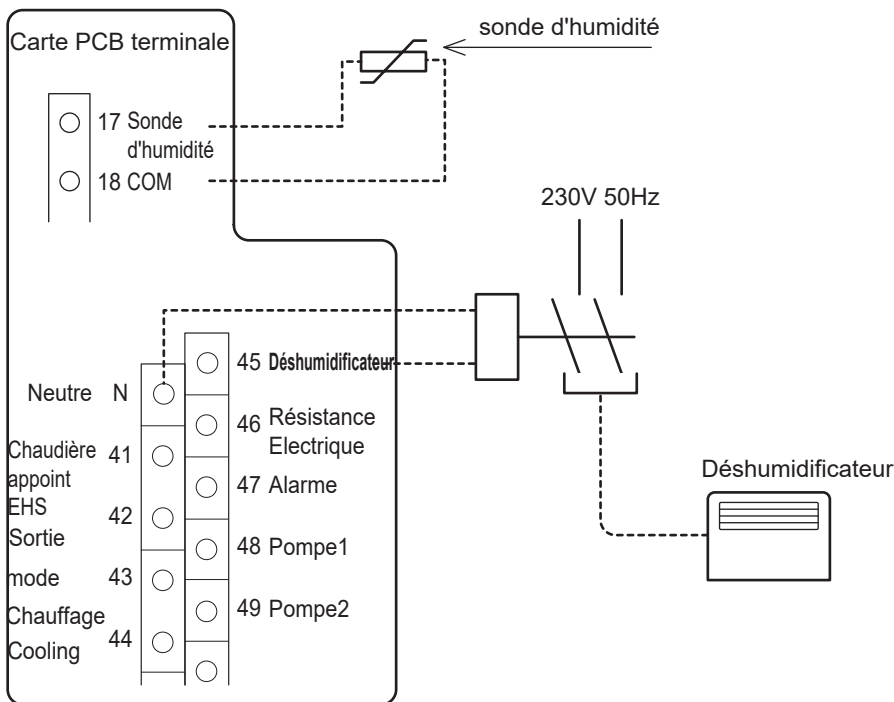 Carte PCB terminale
sonde d'humidité
17 Sonde
d'humidité
18 COM
230V 50Hz
45 Déshumidificateur
Neutre N
46 Résistance
Electrique
Chaudière 41
appoint
EHS
47 Alarme
42
Sortie
48 Pompe1
mode 43
Chauffage
49 Pompe2
44
Cooling
Déshumidificateur